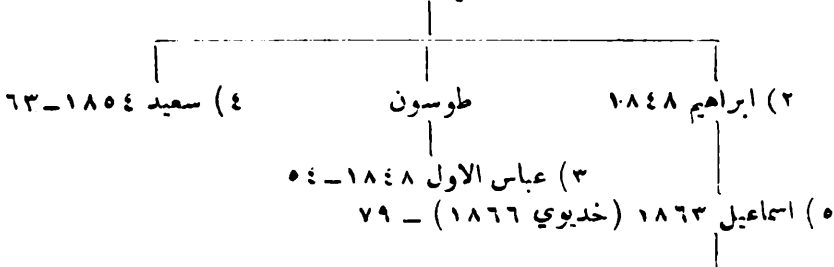 ٢) ابراهيم ١٨٤٨
طوسون
٤) سعيد ١٨٥٤–٦٣
٣) عباس الاول ١٨٤٨–٥٤
٥) اسماعيل ١٨٦٣ (خديوي ١٨٦٦) – ٧٩